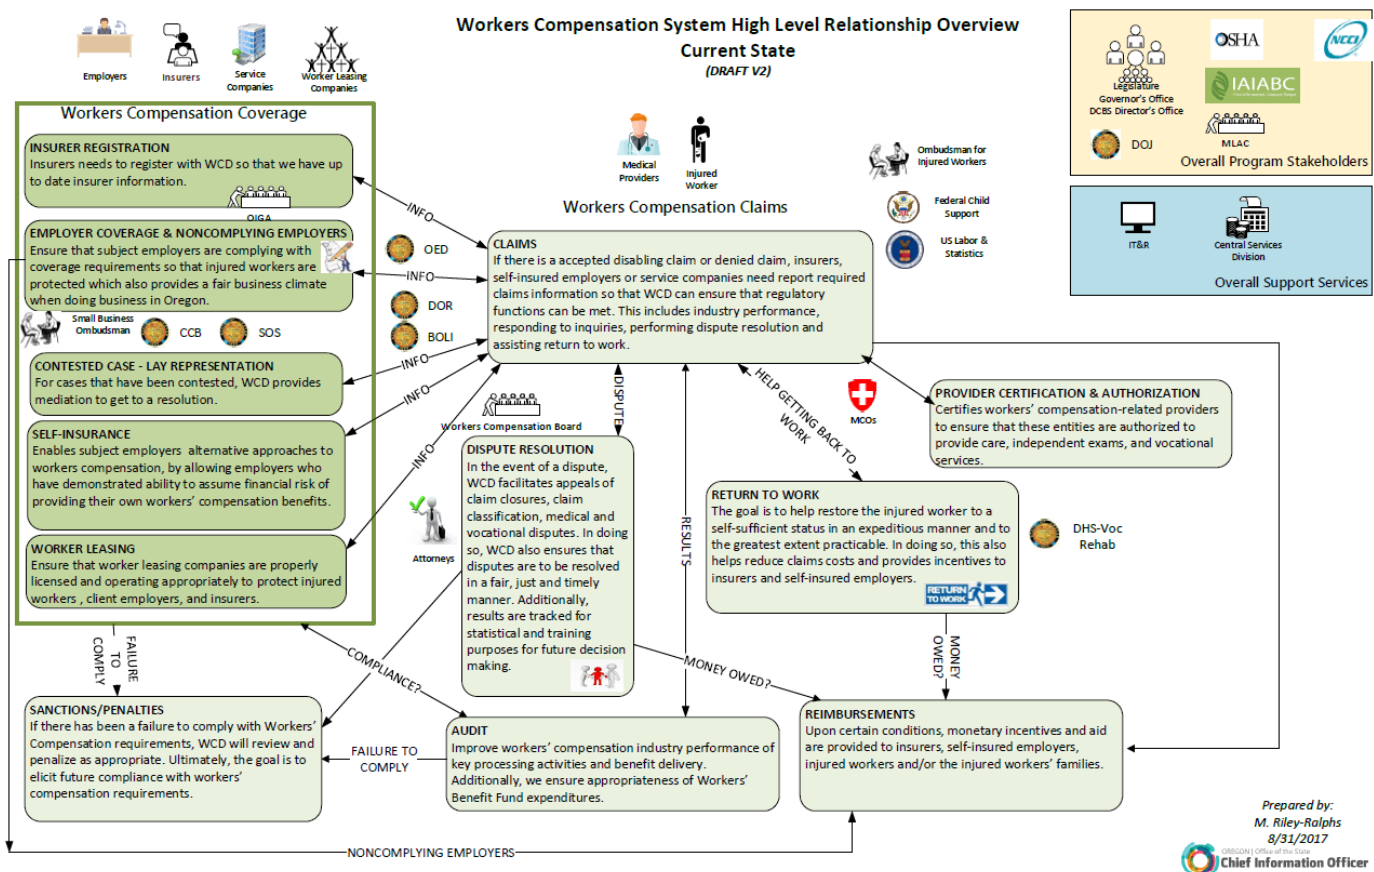 Workers Compensation System High Level Relationship Overview
Current State
(DRAFT V2)
Employers
Insurers
Service
Companies
Worker Leasing
Companies
Workers Compensation Coverage
INSURER REGISTRATION
Insurers needs to register with WCD so that we have up
to date insurer information.
OIGA
EMPLOYER COVERAGE & NONCOMPLYING EMPLOYERS
Ensure that subject employers are complying with
coverage requirements so that injured workers are
protected which also provides a fair business climate
when doing business in Oregon.
Small Business
Ombudsman
CCB
SOS
CONTESTED CASE - LAY REPRESENTATION
For cases that have been contested, WCD provides
mediation to get to a resolution.
SELF-INSURANCE
Enables subject employers alternative approaches to
workers compensation, by allowing employers who
have demonstrated ability to assume financial risk of
providing their own workers' compensation benefits.
WORKER LEASING
Ensure that worker leasing companies are properly
licensed and operating appropriately to protect injured
workers , client employers, and insurers.
INFO
INFO
INFO
INFO
INFO
OED
DOR
BOLI
Medical
Providers
Injured
Worker
Workers Compensation Claims
CLAIMS
If there is a accepted disabling claim or denied claim, insurers,
self-insured employers or service companies need report required
claims information so that WCD can ensure that regulatory
functions can be met. This includes industry performance,
responding to inquiries, performing dispute resolution and
assisting return to work.
Ombudsman for
Injured Workers
Federal Child
Support
US Labor &
Statistics
OSHA
NCCI
IAIABC
Legislature
Governor's Office
DCBS Director's Office
DOJ
MLAC
Overall Program Stakeholders
IT&R
Central Services
Division
Overall Support Services
DISPUTE
RESULTS
HELP GETTING BACK TO
WORK
MCOs
PROVIDER CERTIFICATION & AUTHORIZATION
Certifies workers' compensation-related providers
to ensure that these entities are authorized to
provide care, independent exams, and vocational
services.
Workers Compensation Board
DISPUTE RESOLUTION
In the event of a dispute,
WCD facilitates appeals of
claim closures, claim
classification, medical and
vocational disputes. In doing
so, WCD also ensures that
disputes are to be resolved
in a fair, just and timely
manner. Additionally,
results are tracked for
statistical and training
purposes for future decision
making.
Attorneys
RETURN TO WORK
The goal is to help restore the injured worker to a
self-sufficient status in an expeditious manner and to
the greatest extent practicable. In doing so, this also
helps reduce claims costs and provides incentives to
insurers and self-insured employers.
RETURN
TO WORK
DHS-Voc
Rehab
FAILURE
TO
COMPLY
COMPLIANCE?
MONEY OWED?
MONEY
OWED?
SANCTIONS/PENALTIES
If there has been a failure to comply with Workers'
Compensation requirements, WCD will review and
penalize as appropriate. Ultimately, the goal is to
elicit future compliance with workers'
compensation requirements.
FAILURE TO
COMPLY
AUDIT
Improve workers' compensation industry performance of
key processing activities and benefit delivery.
Additionally, we ensure appropriateness of Workers'
Benefit Fund expenditures.
REIMBURSEMENTS
Upon certain conditions, monetary incentives and aid
are provided to insurers, self-insured employers,
injured workers and/or the injured workers' families.
NONCOMPLYING EMPLOYERS
Prepared by:
M. Riley-Ralphs
8/31/2017
OREGON | Office of the State
Chief Information Officer